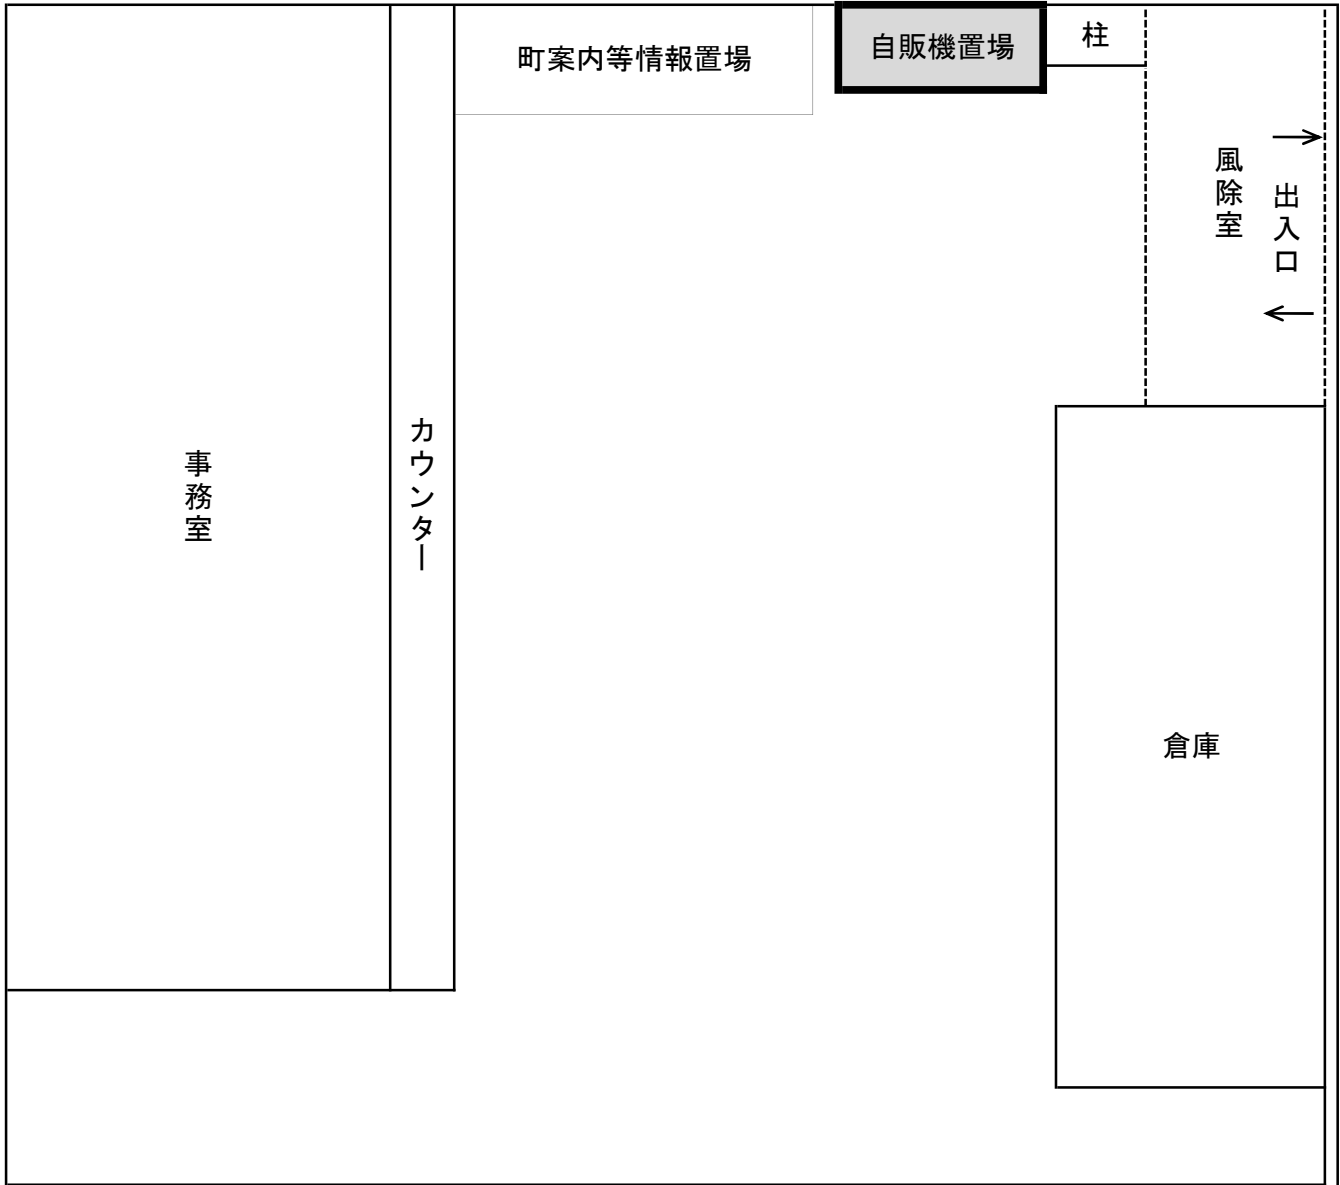 町案内等情報置場
自販機置場
柱
風除室
出入口
カウンター
事務室
倉庫